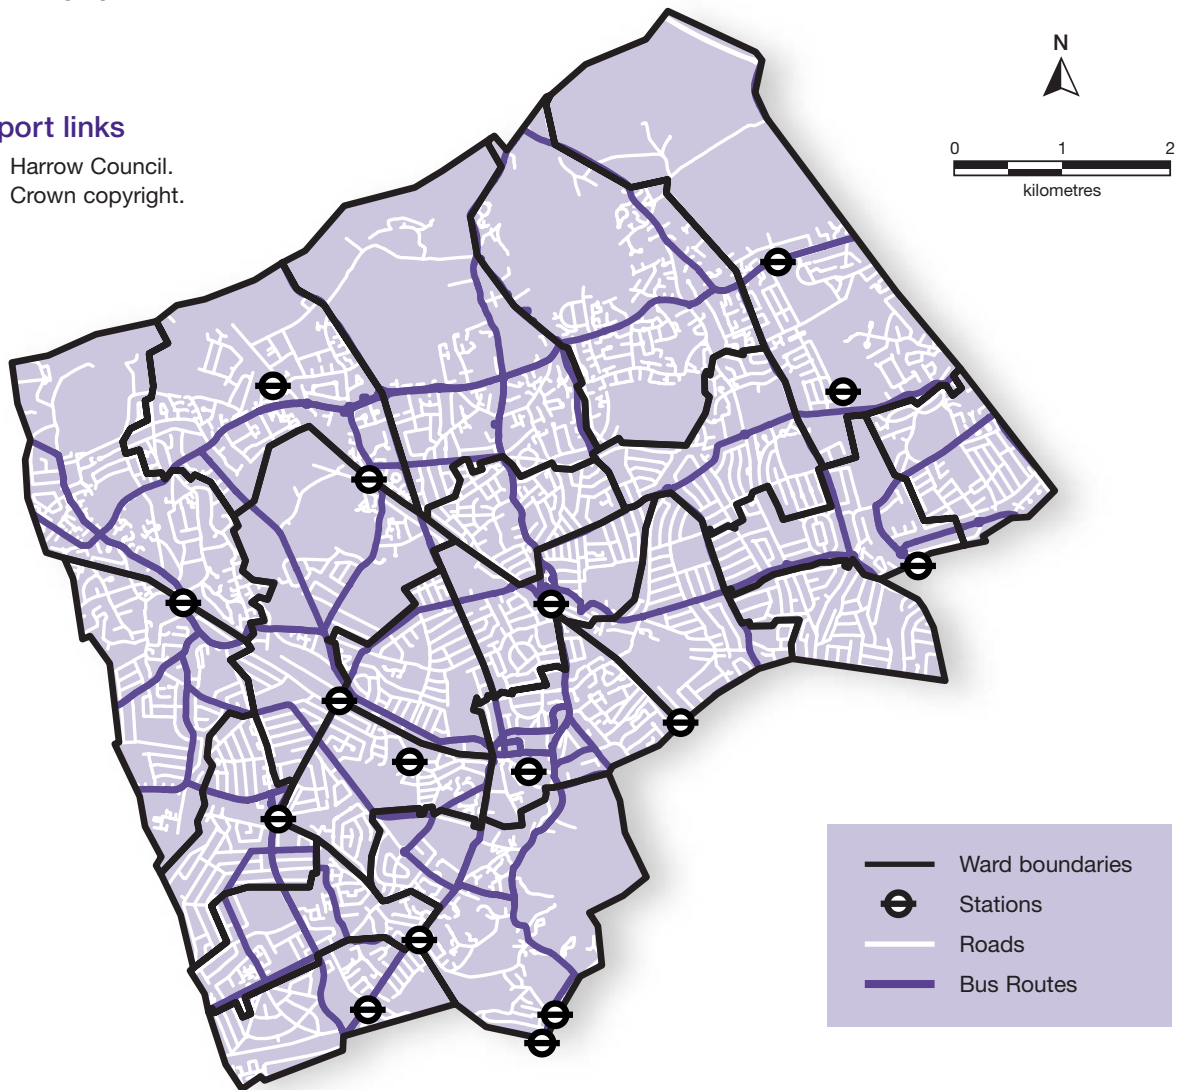 port links
Harrow Council.
Crown copyright.
N
0 1 2
kilometres
Ward boundaries
Stations
Roads
Bus Routes